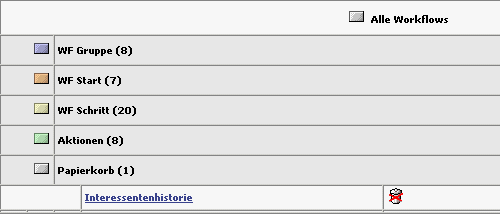 Alle Workflows
WF Gruppe (8)
WF Start (7)
WF Schritt (20)
Aktionen (8)
Papierkorb (1)
Interessentenhistorie